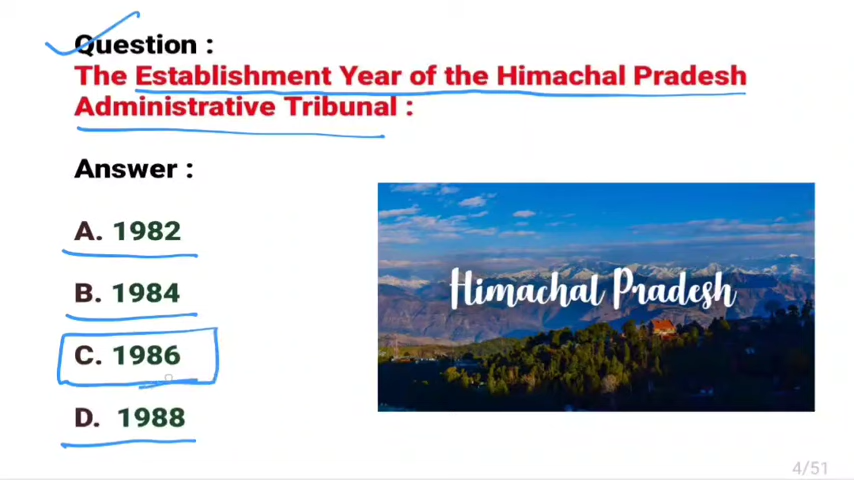 Question :
The Establishment Year of the Himachal Pradesh
Administrative Tribunal :
Answer :
A. 1982
B. 1984
C. 1986
D. 1988
Himachal Pradesh
4/51